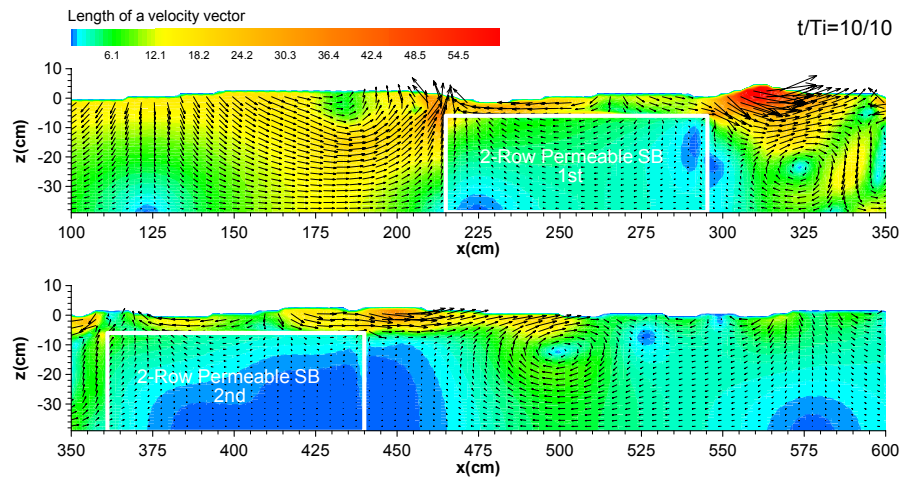 Length of a velocity vector
t/Ti=10/10
6.1 12.1 18.2 24.2 30.3 36.4 42.4 48.5 54.5
10
0
-10
-20
-30
z(cm)
2-Row Permeable SB
1st
100 125 150 175 200 225 250 275 300 325 350
x(cm)
10
0
-10
-20
-30
z(cm)
2-Row Permeable SB
2nd
350 375 400 425 450 475 500 525 550 575 600
x(cm)